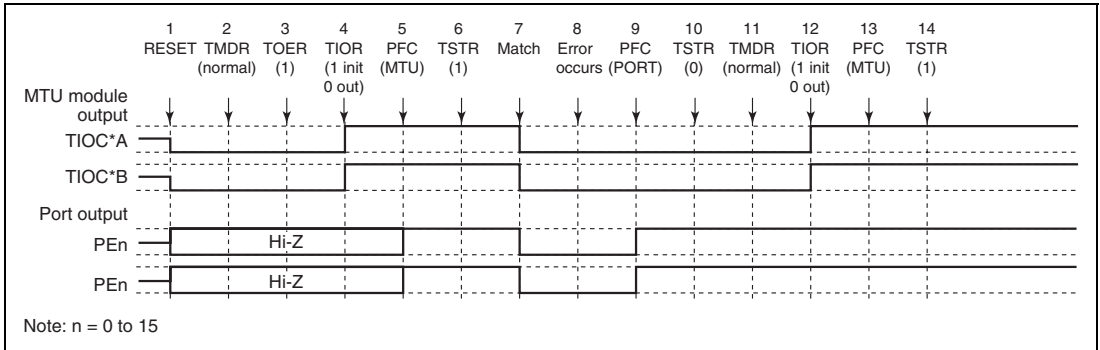 1 2 3 4 5 6 7 8 9 10 11 12 13 14
RESET TMDR TOER TIOR PFC TSTR Match Error PFC TSTR TMDR TIOR PFC TSTR
(normal) (1) (1 init (MTU) (1) occurs (PORT) (0) (normal) (1 init (MTU) (1)
0 out) 0 out)
MTU module
output
TIOC*A
TIOC*B
Port output
PEn Hi-Z
PEn Hi-Z
Note: n = 0 to 15